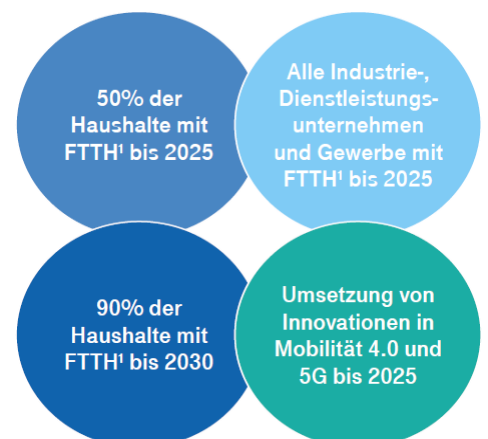 50% der
Haushalte mit
FTTH¹ bis 2025
Alle Industrie-,
Dienstleistungs-
unternehmen
und Gewerbe mit
FTTH¹ bis 2025
90% der
Haushalte mit
FTTH¹ bis 2030
Umsetzung von
Innovationen in
Mobilität 4.0 und
5G bis 2025